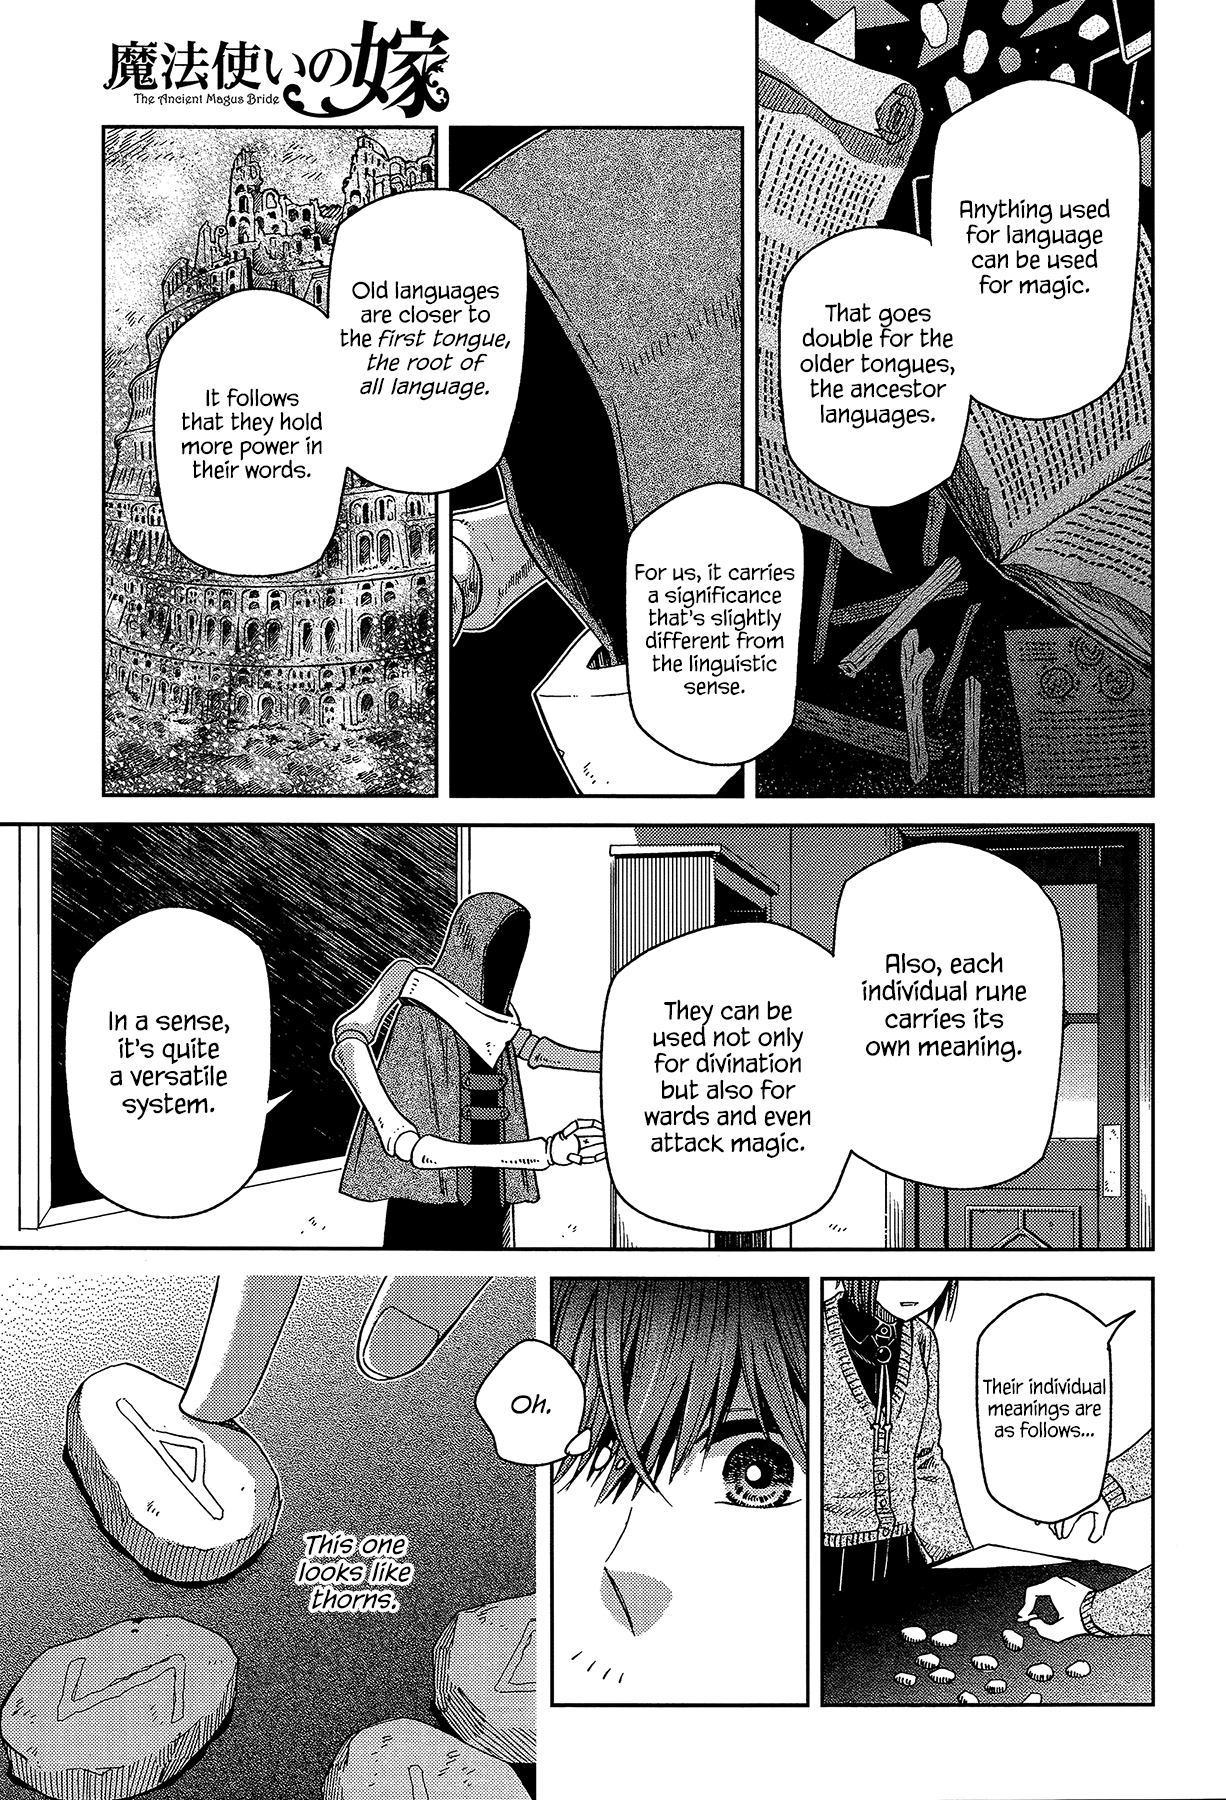 魔法使いの嫁
The Ancient Magus Bride
Anything used
for language
can be used
for magic.
That goes
double for the
older tongues,
the ancestor
languages.
For us, it carries
a significance
that's slightly
different from
the linguistic
sense.
Old languages
are closer to
the first tongue,
the root of
all language.
It follows
that they hold
more power in
their words.
Also, each
individual rune
carries its
own meaning.
They can be
used not only
for divination
but also for
wards and even
attack magic.
In a sense,
it's quite
a versatile
system.
Their individual
meanings are
as follows...
Oh.
This one
looks like
thorns.